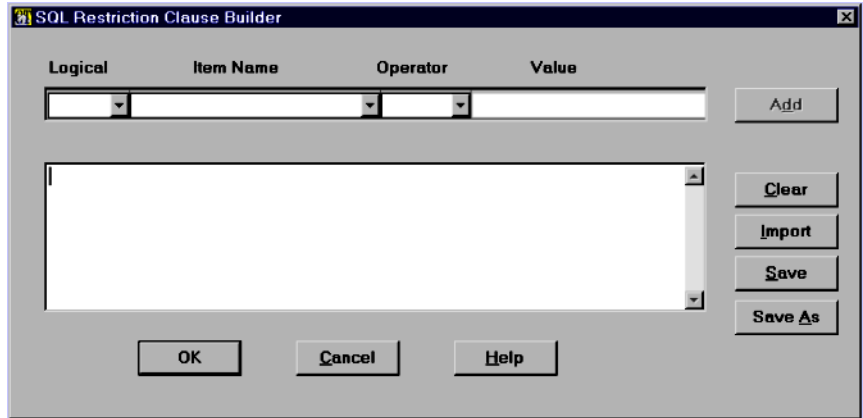 SQL Restriction Clause Builder
Logical Item Name Operator Value
Add
Clear
Import
Save
Save As
OK Cancel Help